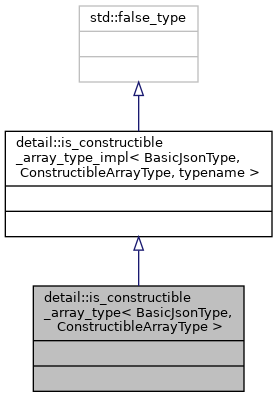 std::false_type
detail::is_constructible
_array_type_impl< BasicJsonType,
ConstructibleArrayType, typename >
detail::is_constructible
_array_type< BasicJsonType,
ConstructibleArrayType >